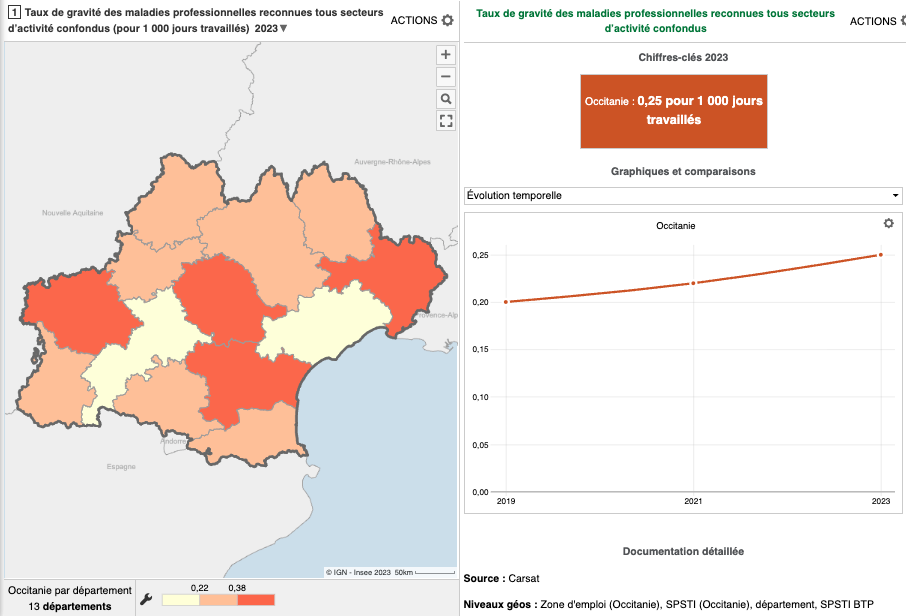 1 Taux de gravité des maladies professionnelles reconnues tous secteurs
d'activité confondus (pour 1 000 jours travaillés) 2023▼
ACTIONS
Nouvelle Aquitaine
Auvergne-Rhône-Alpes
Provence-Alp
Andorre
Espagne
© IGN - Insee 2023 50km
Occitanie par département
13 départements
0,22 0,38
Taux de gravité des maladies professionnelles reconnues tous secteurs
d'activité confondus
ACTIONS
Chiffres-clés 2023
Occitanie : 0,25 pour 1 000 jours
travaillés
Graphiques et comparaisons
Évolution temporelle
Occitanie
0,25
0,20
0,15
0,10
0,05
0,00
2019 2021 2023
Documentation détaillée
Source : Carsat
Niveaux géos : Zone d'emploi (Occitanie), SPSTI (Occitanie), département, SPSTI BTP